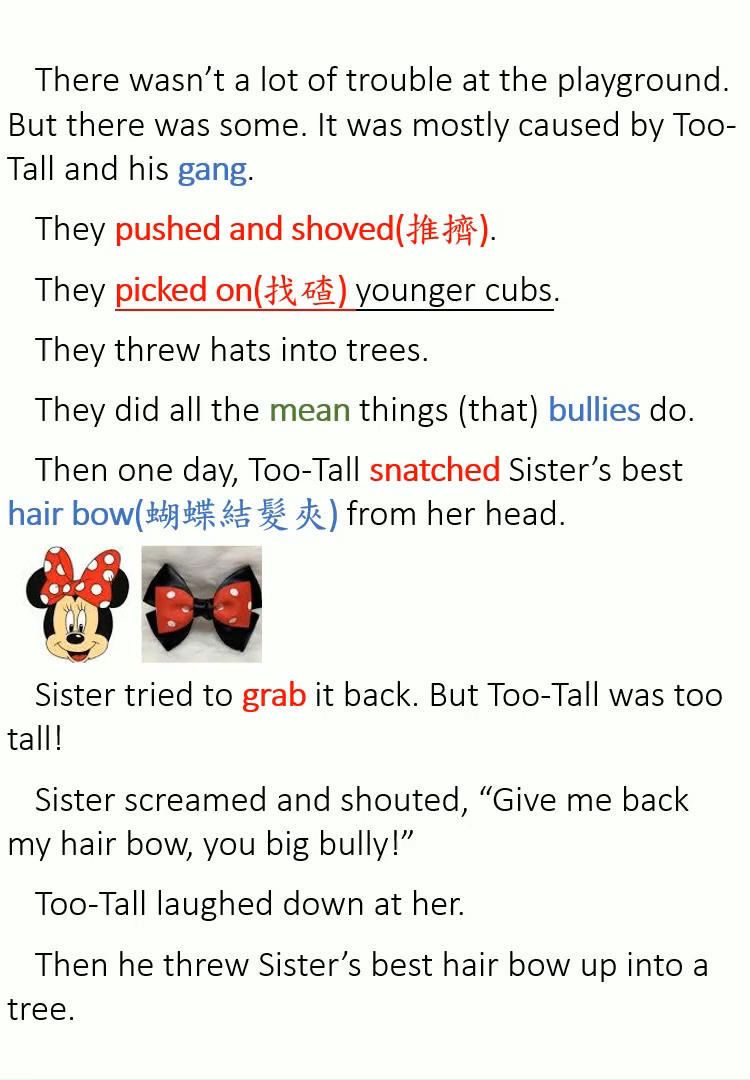 There wasn’t a lot of trouble at the playground.
But there was some. It was mostly caused by Too-
Tall and his gang.
They pushed and shoved(推擠).
They picked on(找碴) younger cubs.
They threw hats into trees.
They did all the mean things (that) bullies do.
Then one day, Too-Tall snatched Sister’s best
hair bow(蝴蝶結髮夾) from her head.
Sister tried to grab it back. But Too-Tall was too
tall!
Sister screamed and shouted, “Give me back
my hair bow, you big bully!”
Too-Tall laughed down at her.
Then he threw Sister’s best hair bow up into a
tree.